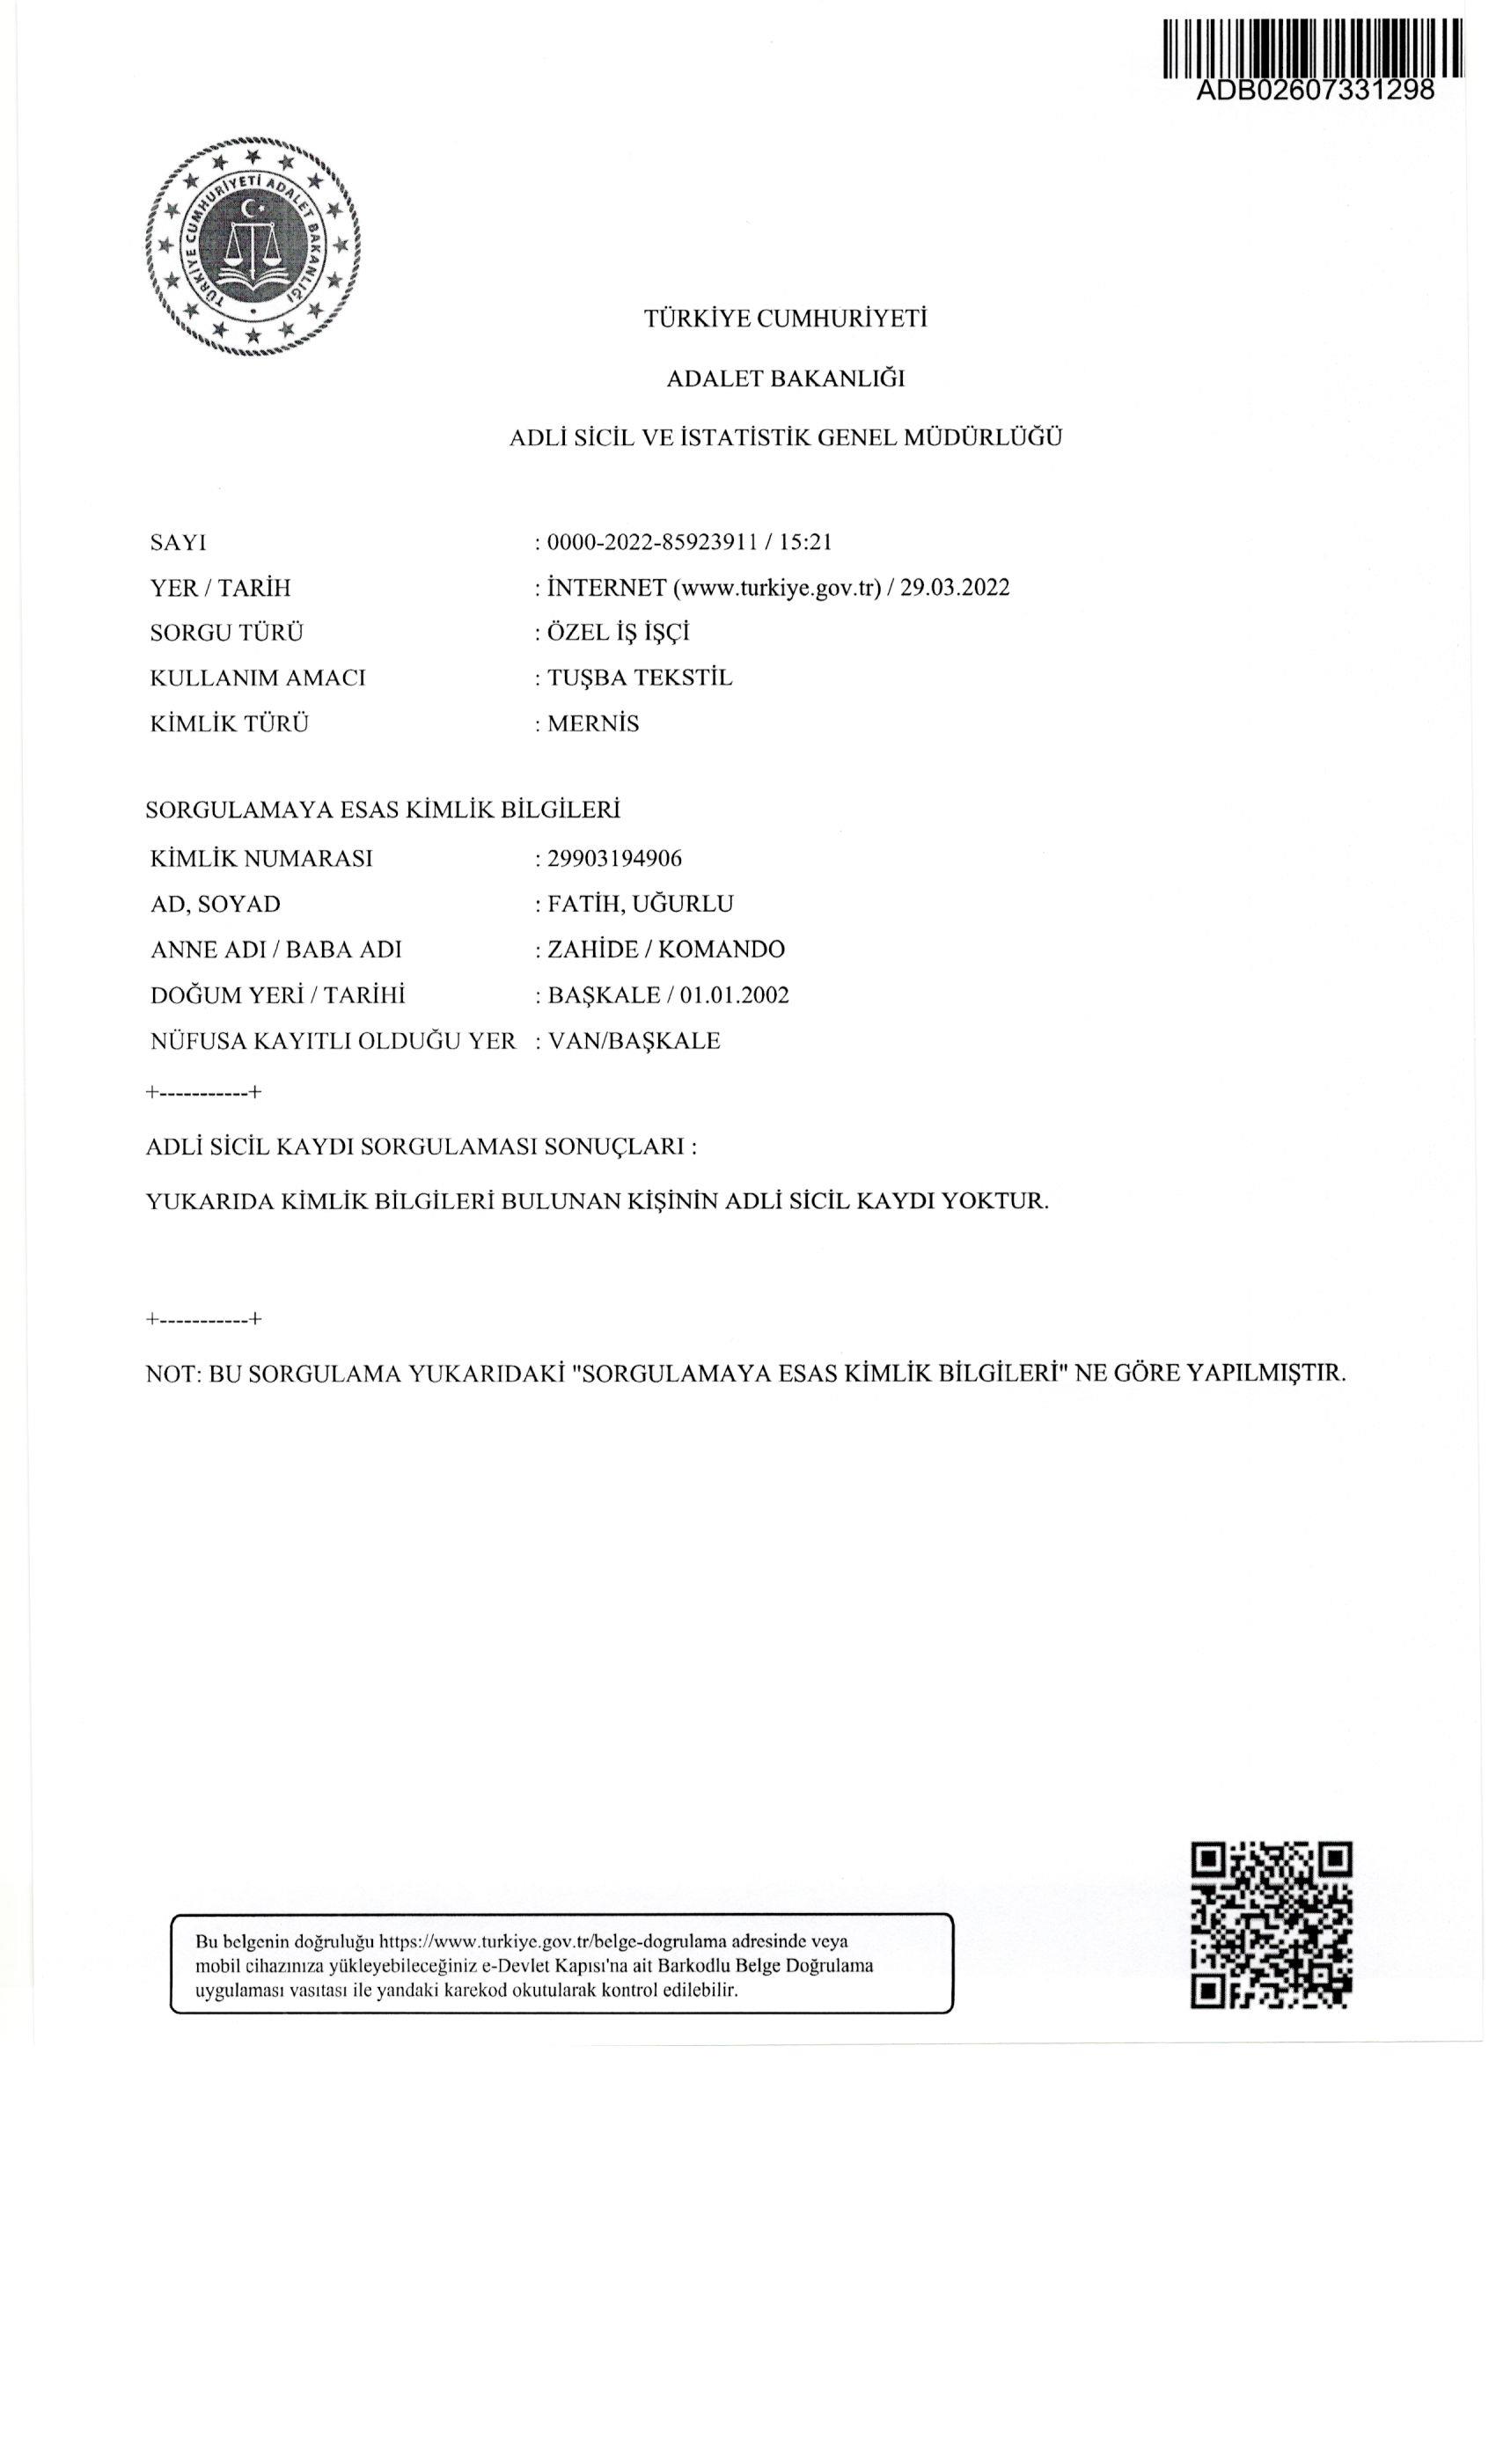 ADB02607331298
TÜRKİYE CUMHURİYETİ ADALET BAKANLIĞI
TÜRKİYE CUMHURİYETİ
ADALET BAKANLIĞI
ADLİ SİCİL VE İSTATİSTİK GENEL MÜDÜRLÜĞÜ
SAYI : 0000-2022-85923911 / 15:21
YER / TARİH : İNTERNET (www.turkiye.gov.tr) / 29.03.2022
SORGU TÜRÜ : ÖZEL İŞ İŞÇİ
KULLANIM AMACI : TUŞBA TEKSTİL
KİMLİK TÜRÜ : MERNİS
SORGULAMAYA ESAS KİMLİK BİLGİLERİ
KİMLİK NUMARASI : 29903194906
AD, SOYAD : FATİH, UĞURLU
ANNE ADI / BABA ADI : ZAHİDE / KOMANDO
DOĞUM YERİ / TARİHİ : BAŞKALE / 01.01.2002
NÜFUSA KAYITLI OLDUĞU YER : VAN/BAŞKALE
+-----------+
ADLİ SİCİL KAYDI SORGULAMASI SONUÇLARI :
YUKARIDA KİMLİK BİLGİLERİ BULUNAN KİŞİNİN ADLİ SİCİL KAYDI YOKTUR.
+-----------+
NOT: BU SORGULAMA YUKARIDAKİ "SORGULAMAYA ESAS KİMLİK BİLGİLERİ" NE GÖRE YAPILMIŞTIR.
Bu belgenin doğruluğu https://www.turkiye.gov.tr/belge-dogrulama adresinde veya
mobil cihazınıza yükleyebileceğiniz e-Devlet Kapısı'na ait Barkodlu Belge Doğrulama
uygulaması vasıtası ile yandaki karekod okutularak kontrol edilebilir.